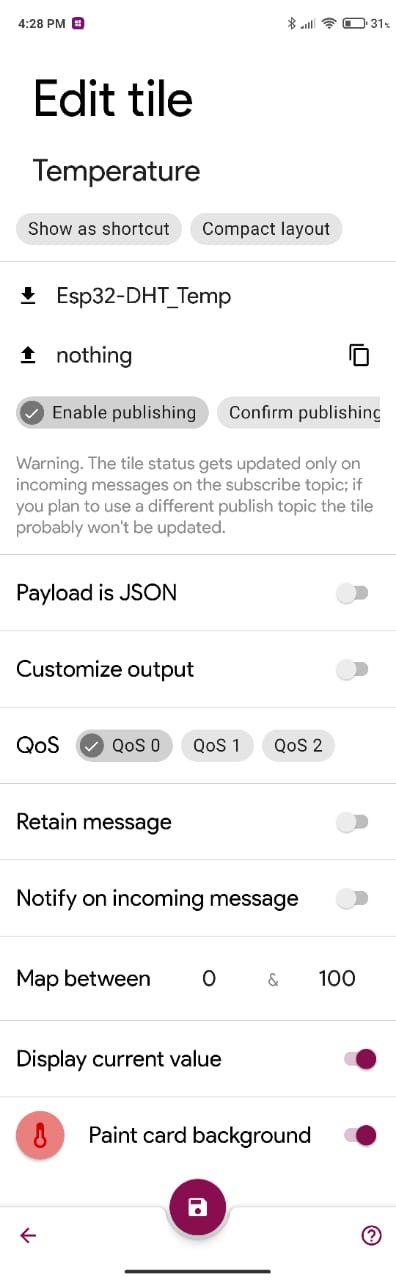 4:28 PM 31%
Edit tile
Temperature
Show as shortcut Compact layout
Esp32-DHT_Temp
nothing
Enable publishing Confirm publishing
Warning. The tile status gets updated only on
incoming messages on the subscribe topic; if
you plan to use a different publish topic the tile
probably won't be updated.
Payload is JSON
Customize output
QoS QoS 0 QoS 1 QoS 2
Retain message
Notify on incoming message
Map between 0 & 100
Display current value
Paint card background